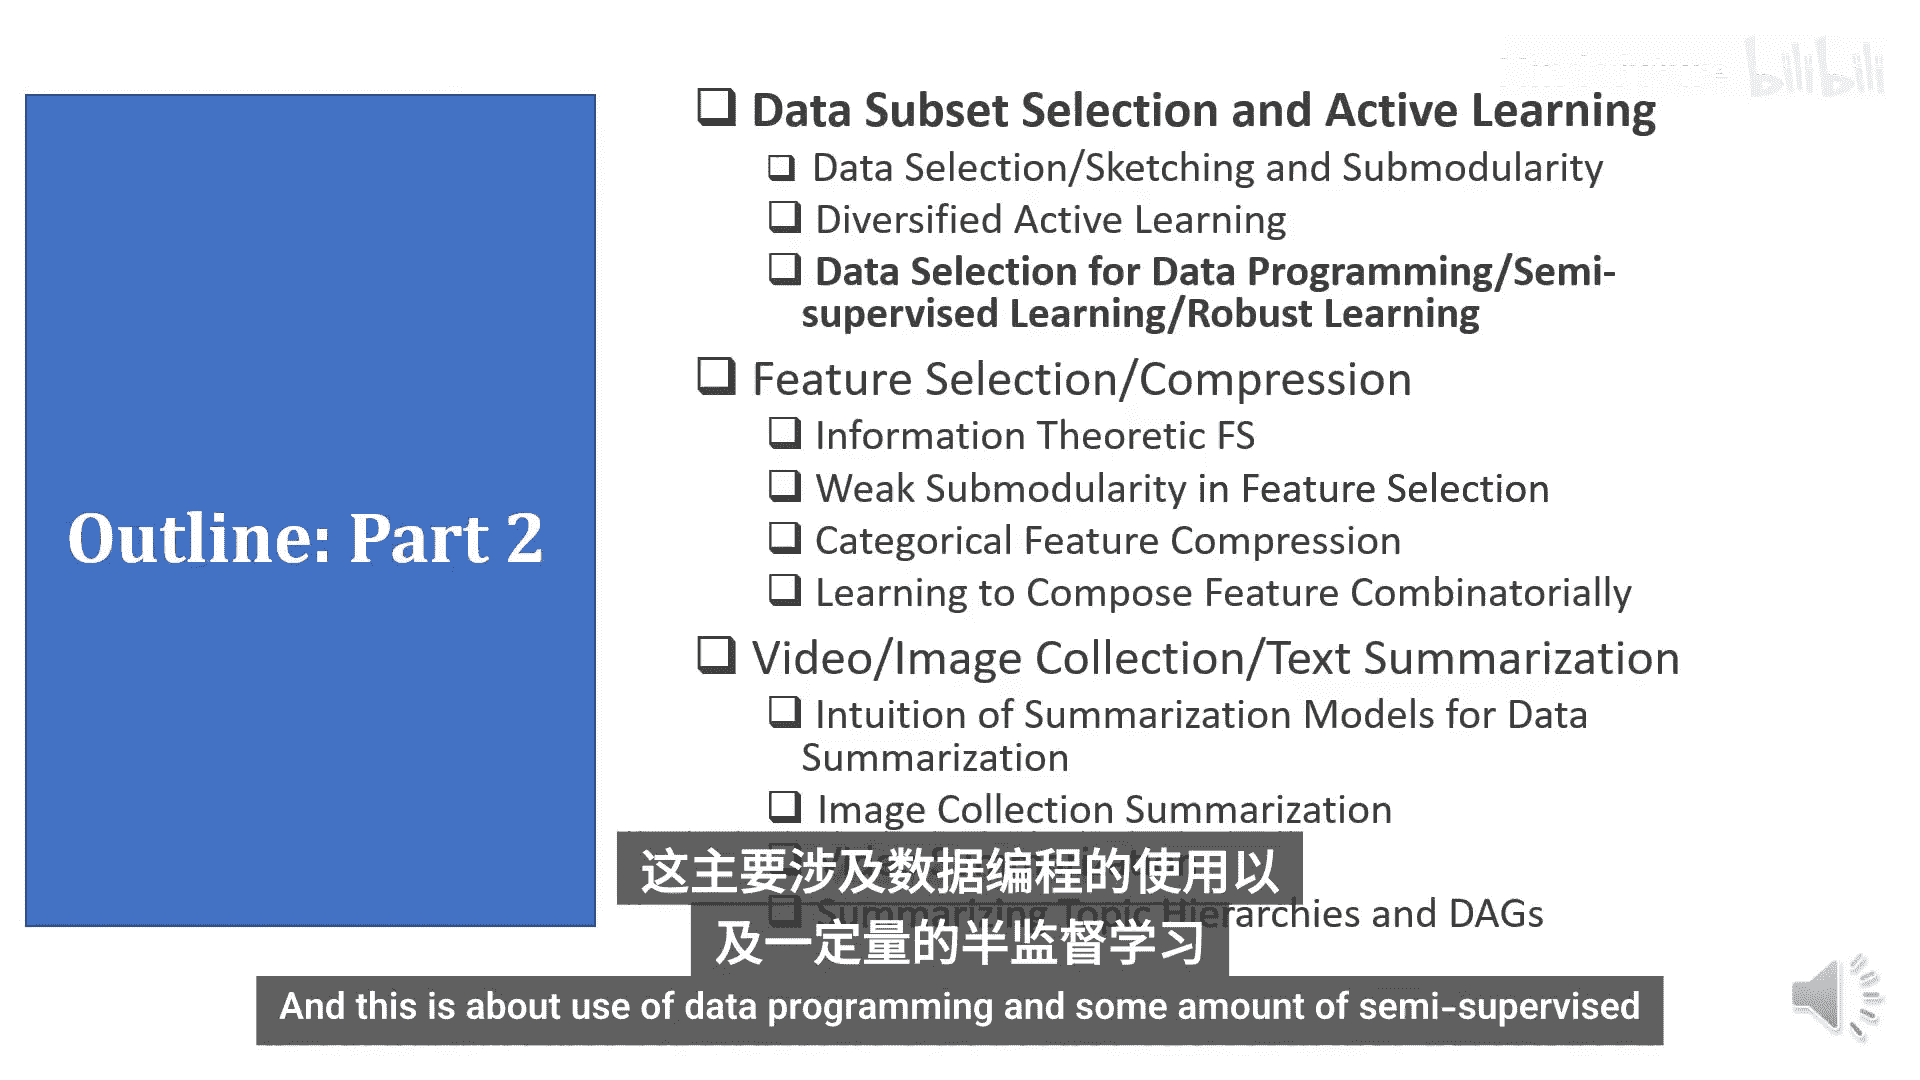 bilibili
Data Subset Selection and Active Learning
Data Selection/Sketching and Submodularity
Diversified Active Learning
Data Selection for Data Programming/Semi-
supervised Learning/Robust Learning
Feature Selection/Compression
Information Theoretic FS
Weak Submodularity in Feature Selection
Categorical Feature Compression
Learning to Compose Feature Combinatorially
Video/Image Collection/Text Summarization
Intuition of Summarization Models for Data
Summarization
Image Collection Summarization
Summarizing Topic Hierarchies and DAGs
Outline: Part 2
这主要涉及数据编程的使用以
及一定量的半监督学习
And this is about use of data programming and some amount of semi-supervised